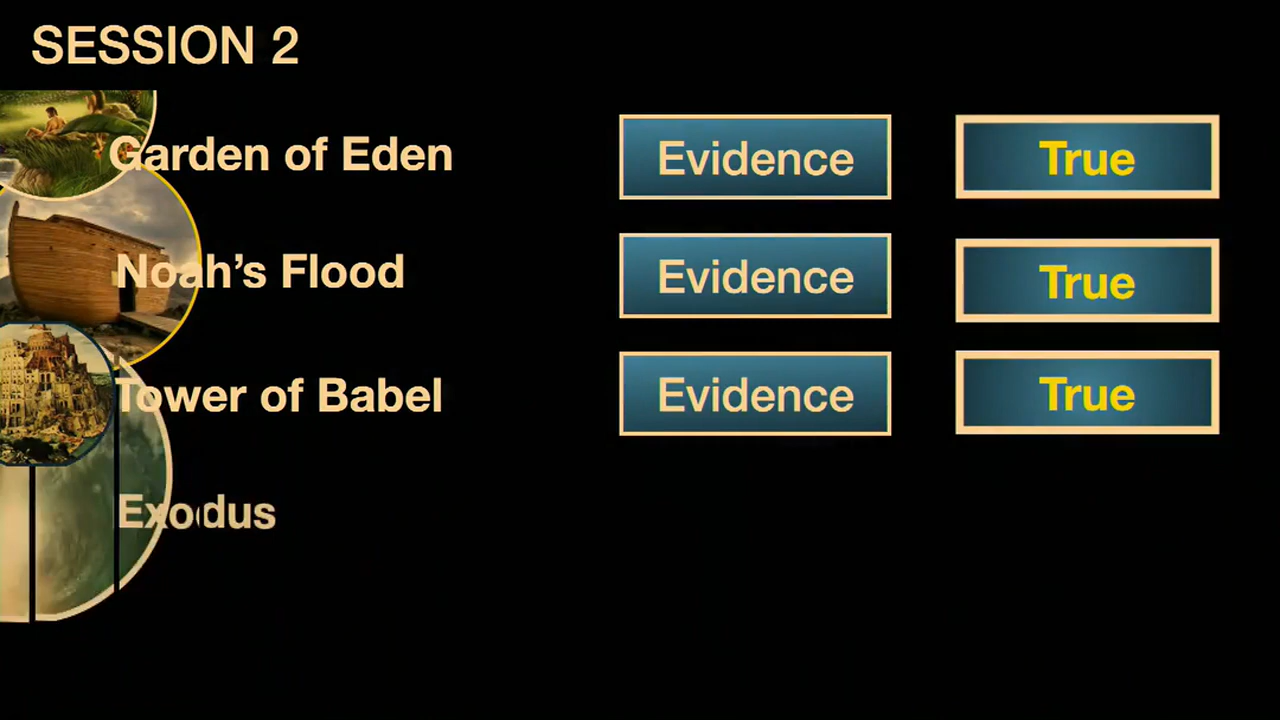 SESSION 2
Garden of Eden Evidence True
Noah’s Flood Evidence True
Tower of Babel Evidence True
Exodus